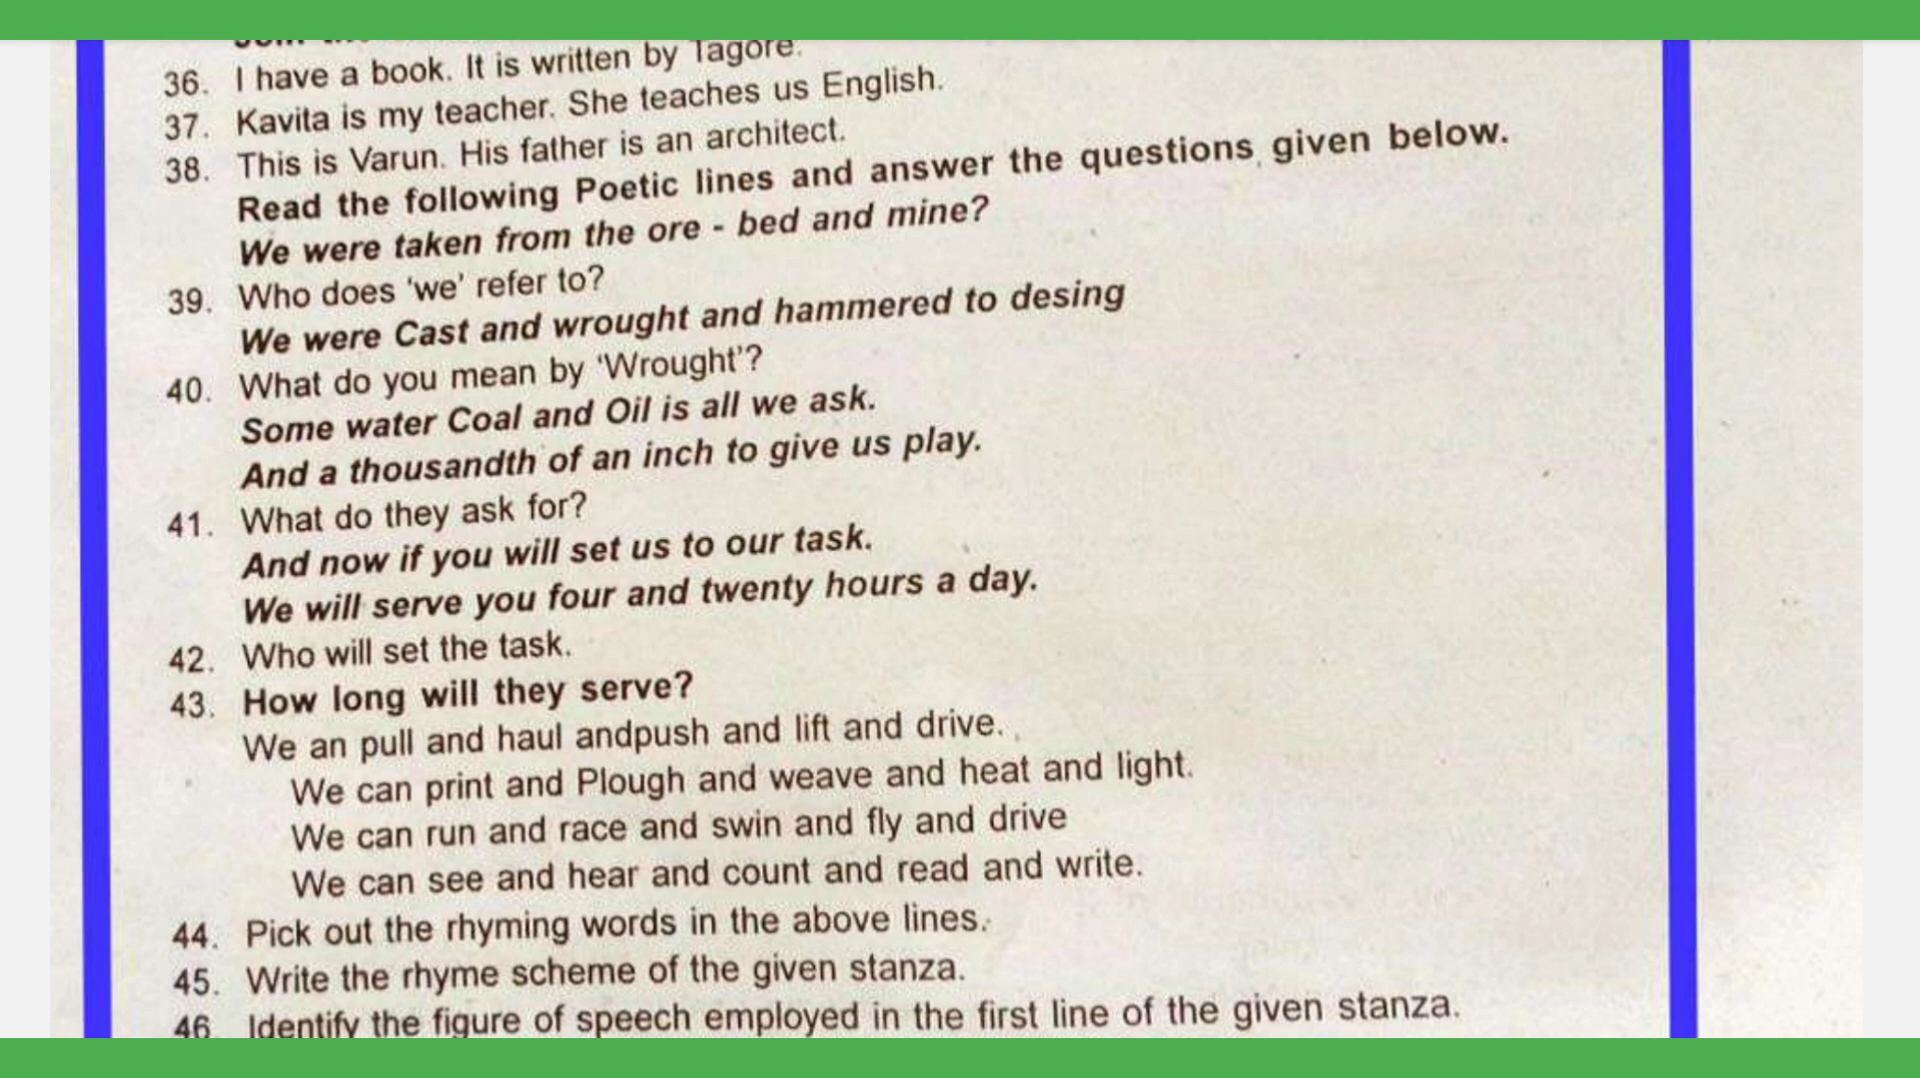 36. I have a book. It is written by Tagore.
37. Kavita is my teacher. She teaches us English.
38. This is Varun. His father is an architect.
Read the following Poetic lines and answer the questions given below.
We were taken from the ore - bed and mine?
39. Who does 'we' refer to?
We were Cast and wrought and hammered to desing
40. What do you mean by 'Wrought'?
Some water Coal and Oil is all we ask.
And a thousandth of an inch to give us play.
41. What do they ask for?
And now if you will set us to our task.
We will serve you four and twenty hours a day.
42. Who will set the task.
43. How long will they serve?
We an pull and haul andpush and lift and drive.
We can print and Plough and weave and heat and light.
We can run and race and swin and fly and drive
We can see and hear and count and read and write.
44. Pick out the rhyming words in the above lines.
45. Write the rhyme scheme of the given stanza.
46 Identify the figure of speech employed in the first line of the given stanza.